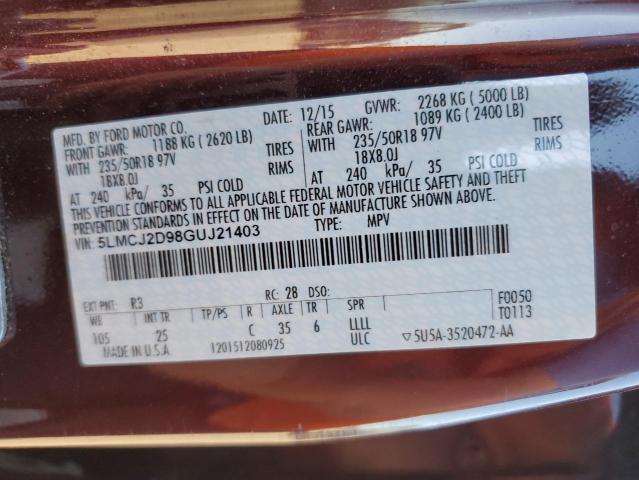 MFD. BY FORD MOTOR CO.
DATE: 12/15 GVWR: 2268 KG (5000 LB)
FRONT GAWR: 1188 KG (2620 LB) REAR GAWR: 1089 KG (2400 LB)
WITH 235/50R18 97V TIRES WITH 235/50R18 97V TIRES
18X8.0J RIMS 18X8.0J RIMS
AT 240 kPa/ 35 PSI COLD AT 240 kPa/ 35 PSI COLD
THIS VEHICLE CONFORMS TO ALL APPLICABLE FEDERAL MOTOR VEHICLE SAFETY AND THEFT
PREVENTION STANDARDS IN EFFECT ON THE DATE OF MANUFACTURE SHOWN ABOVE.
VIN: 5LMCJ2D98GUJ21403 TYPE: MPV
EXT PNT: R3 RC: 28 DSO:
WB INT TR TP/PS R AXLE TR SPR F0050
105 25 C 35 6 LLLL T0113
MADE IN U.S.A 1201512080925 ULC ▽5U5A-3520472-AA